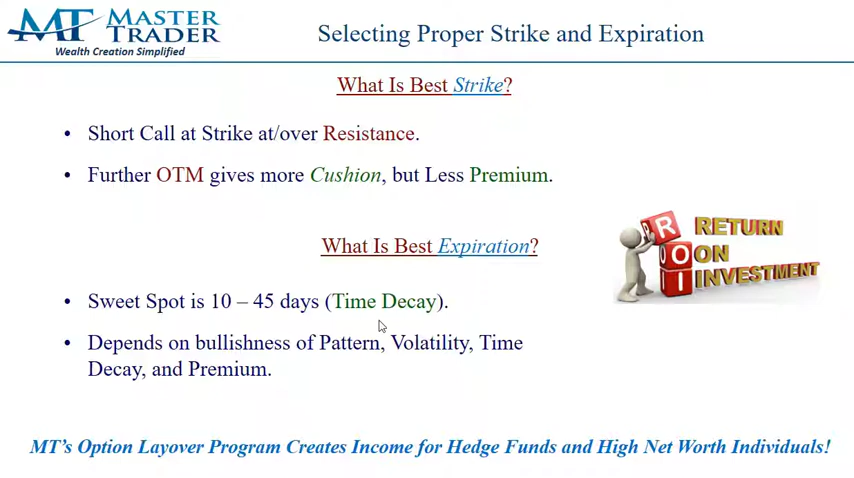 MT MASTER TRADER
Wealth Creation Simplified
Selecting Proper Strike and Expiration
What Is Best Strike?
• Short Call at Strike at/over Resistance.
• Further OTM gives more Cushion, but Less Premium.
What Is Best Expiration?
• Sweet Spot is 10 – 45 days (Time Decay).
• Depends on bullishness of Pattern, Volatility, Time
Decay, and Premium.
RETURN
ON
INVESTMENT
MT’s Option Layover Program Creates Income for Hedge Funds and High Net Worth Individuals!